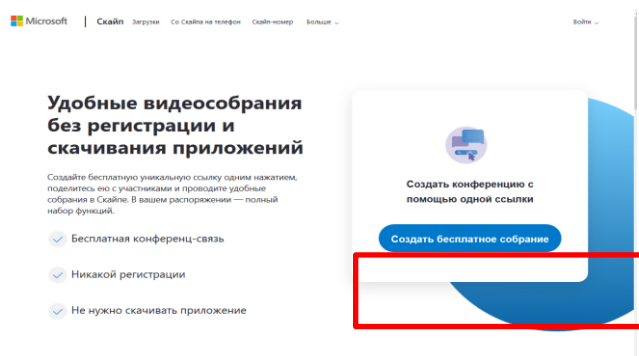 Microsoft | Скайп Загрузки Со Скайпа на телефон Скайп-номер Больше Войти
Удобные видеособрания
без регистрации и
скачивания приложений
Создайте бесплатную уникальную ссылку одним нажатием,
поделитесь ею с участниками и проводите удобные
собрания в Скайпе. В вашем распоряжении — полный
набор функций.
Бесплатная конференц-связь
Никакой регистрации
Не нужно скачивать приложение
Создать конференцию с
помощью одной ссылки
Создать бесплатное собрание